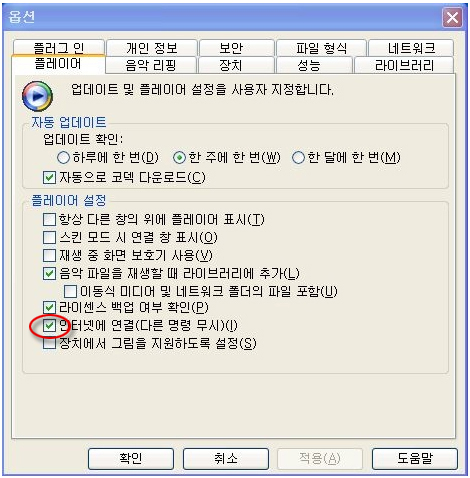 옵션
플러그 인 개인 정보 보안 파일 형식 네트워크
플레이어 음악 리핑 장치 성능 라이브러리
업데이트 및 플레이어 설정을 사용자 지정합니다.
자동 업데이트
업데이트 확인:
하루에 한 번(D) 한 주에 한 번(W) 한 달에 한 번(M)
자동으로 코덱 다운로드(C)
플레이어 설정
항상 다른 창의 위에 플레이어 표시(T)
스킨 모드 시 연결 창 표시(O)
재생 중 화면 보호기 사용(V)
음악 파일을 재생할 때 라이브러리에 추가(L)
이동식 미디어 및 네트워크 폴더의 파일 포함(U)
라이센스 백업 여부 확인(P)
인터넷에 연결(다른 명령 무시)(I)
장치에서 그림을 지원하도록 설정(S)
확인 취소 적용(A) 도움말